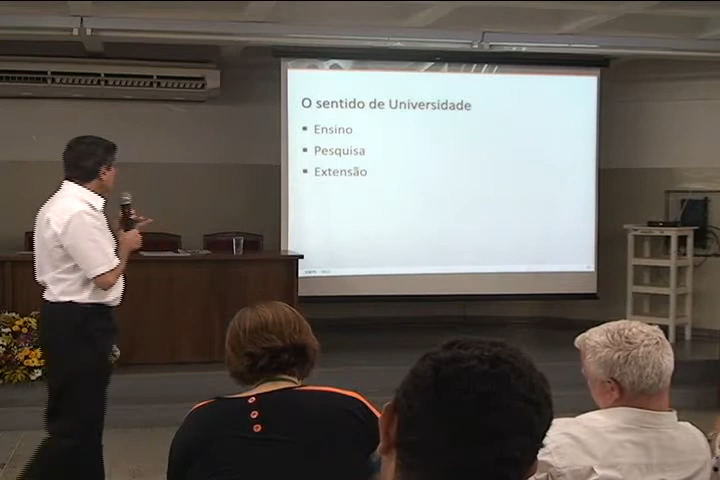 O sentido de Universidade
▪ Ensino
▪ Pesquisa
▪ Extensão